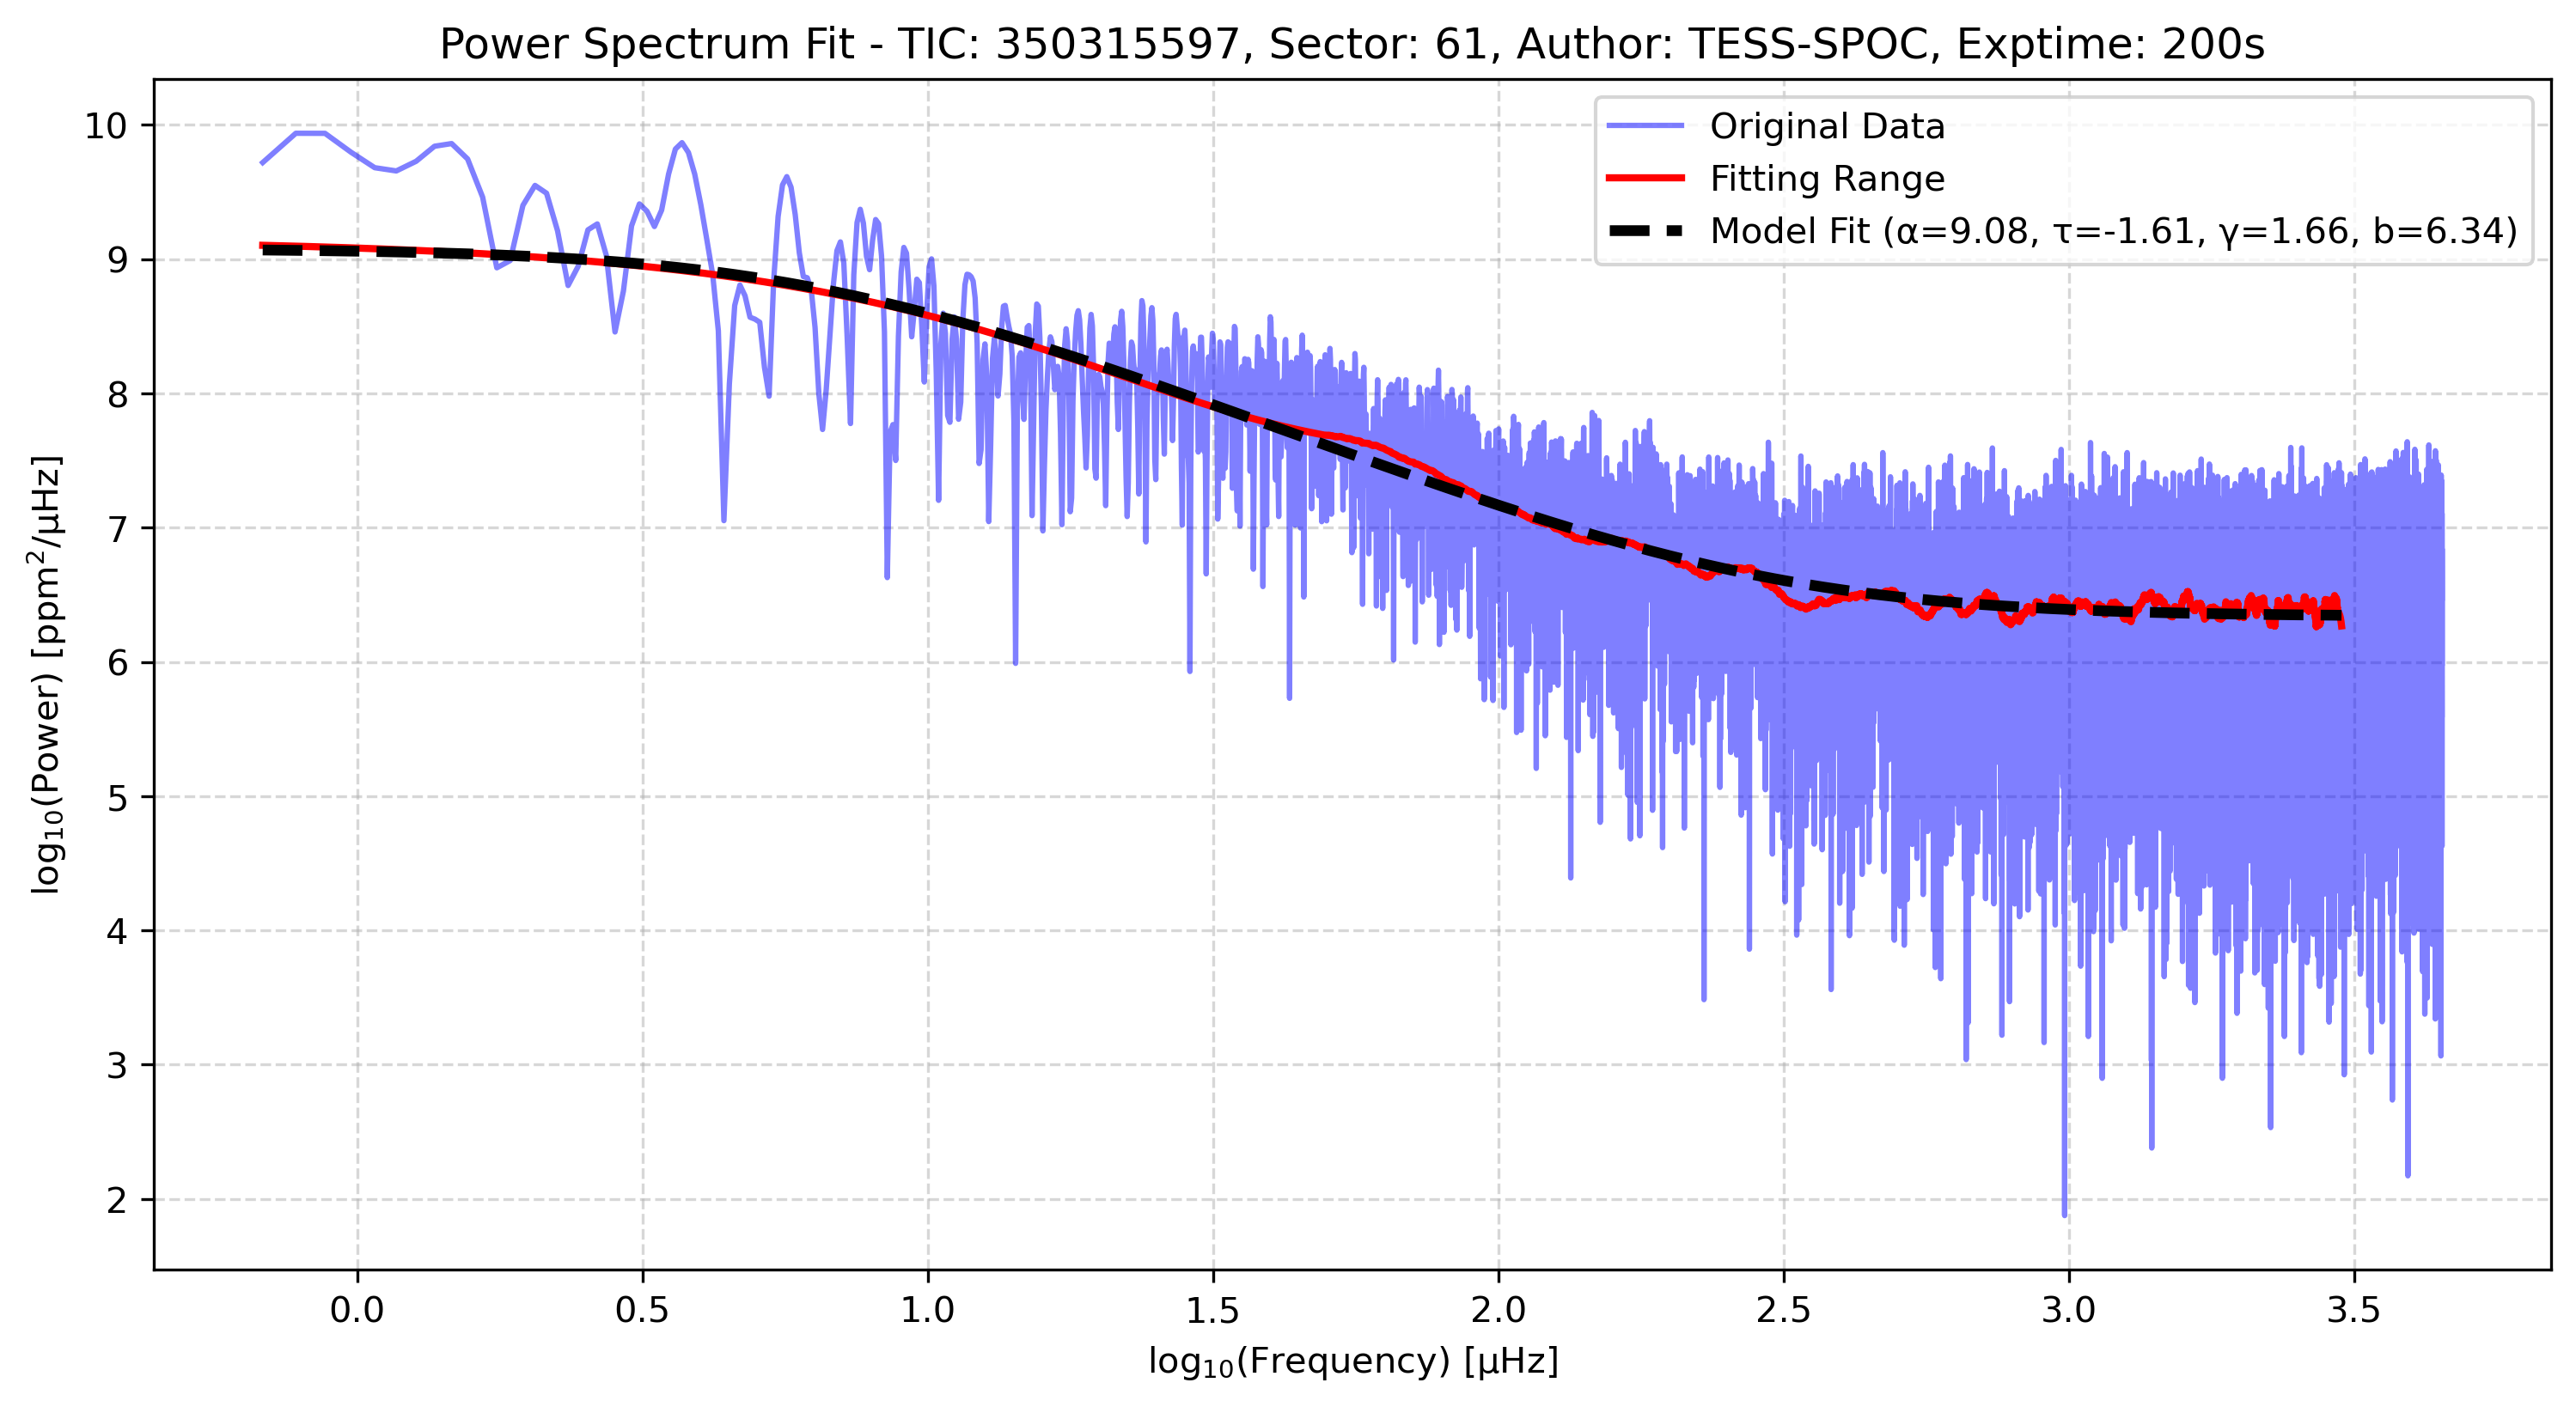 Power Spectrum Fit - TIC: 350315597, Sector: 61, Author: TESS-SPOC, Exptime: 200s
Original Data
Fitting Range
Model Fit (α=9.08, τ=-1.61, γ=1.66, b=6.34)
log₁₀(Power) [ppm²/μHz]
10
9
8
7
6
5
4
3
2
0.0 0.5 1.0 1.5 2.0 2.5 3.0 3.5
log₁₀(Frequency) [μHz]